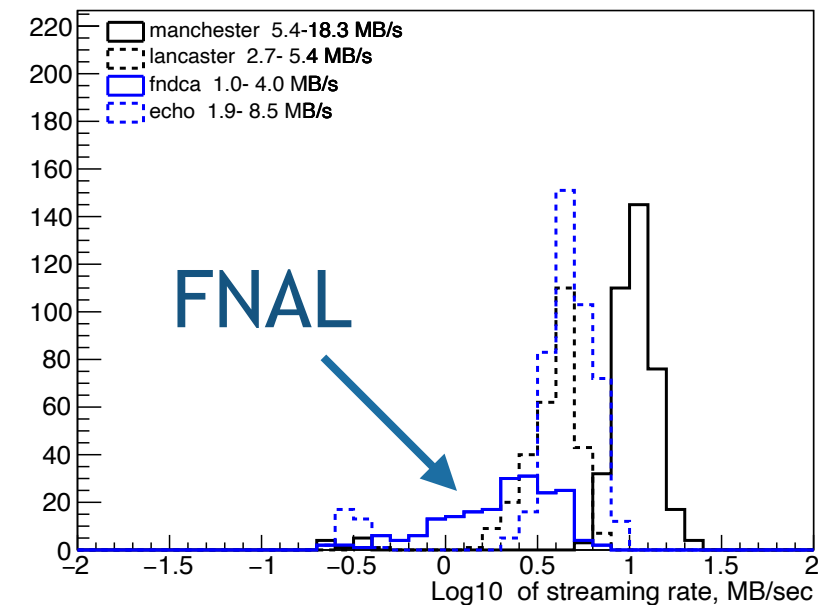 manchester 5.4-18.3 MB/s
lancaster 2.7- 5.4 MB/s
fndca 1.0- 4.0 MB/s
echo 1.9- 8.5 MB/s
220
200
180
160
140
120
100
80
60
40
20
0
FNAL
−2 −1.5 −1 −0.5 0 0.5 1 1.5 2
Log10 of streaming rate, MB/sec